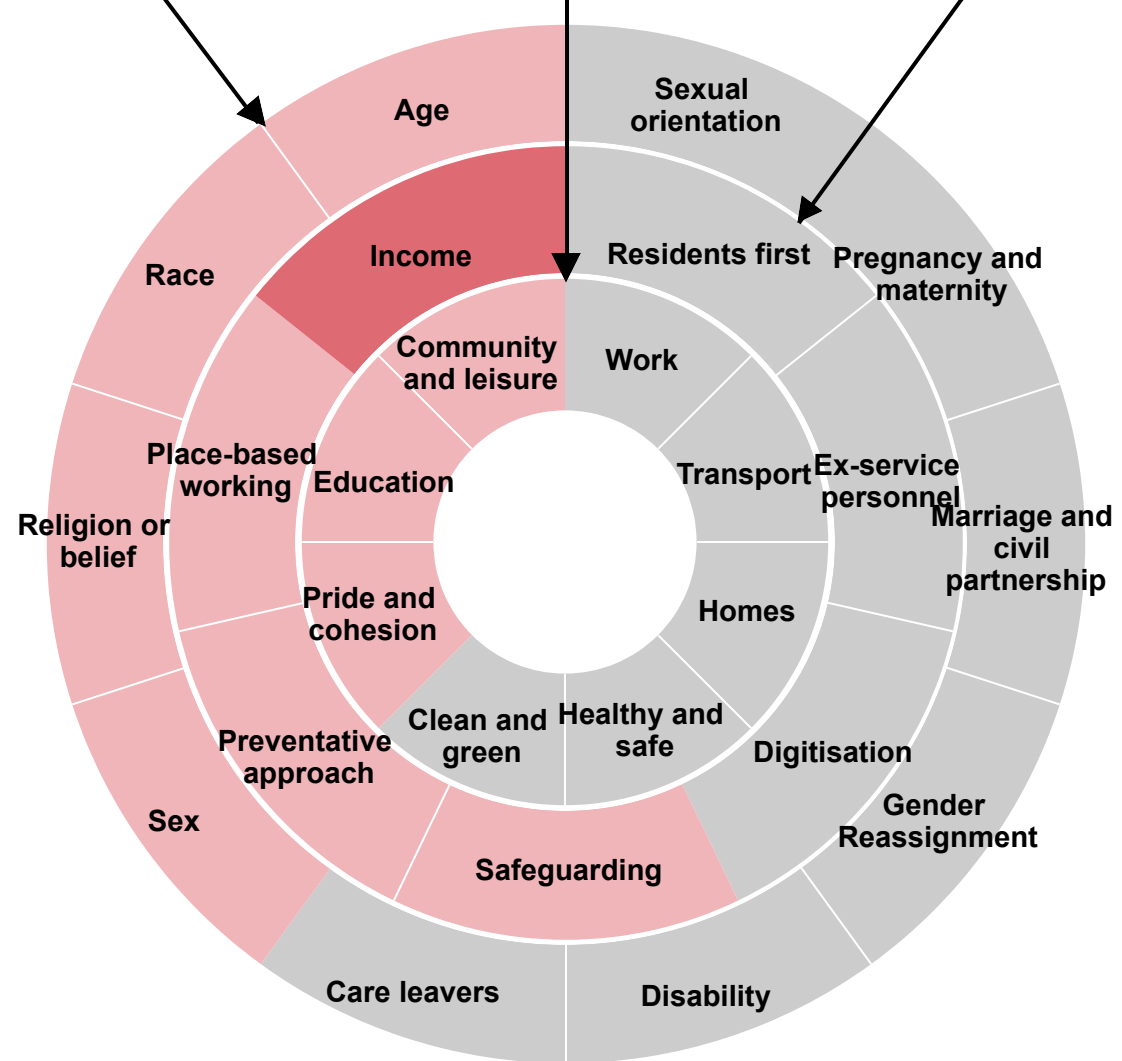 Age
Sexual
orientation
Race
Income
Residents first
Pregnancy and
maternity
Community
and leisure
Work
Place-based
working
Education
Transport
Ex-service
personnel
Religion or
belief
Marriage and
civil
partnership
Pride and
cohesion
Homes
Preventative
approach
Clean and
green
Healthy and
safe
Digitisation
Sex
Gender
Reassignment
Safeguarding
Care leavers
Disability